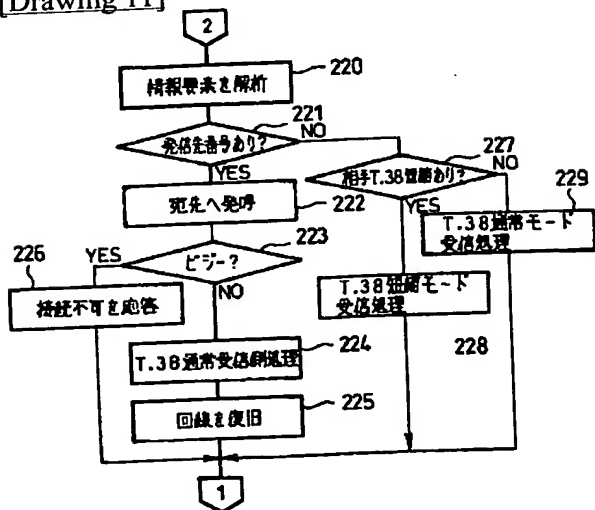 [Drawing 11]
2
情報要素を解析
220
発信先番号あり?
221
NO
YES
相手T.38短縮あり?
227
NO
YES
宛先へ発呼
222
T.38通常モード
受信処理
229
ビジー?
223
YES
NO
226
接続不可を応答
T.38短縮モード
受信処理
228
T.38通常受信側処理
224
回線を復旧
225
1